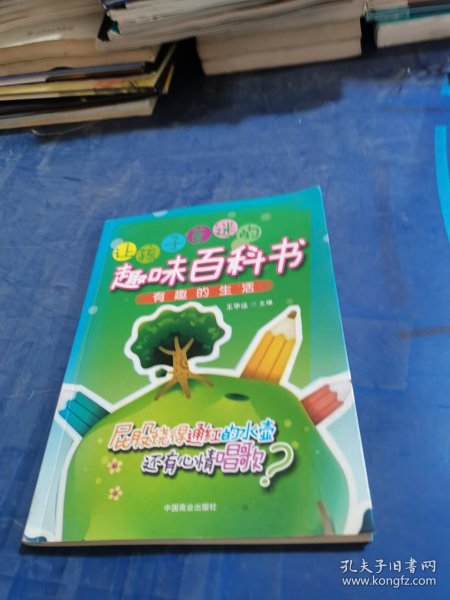 让孩子着迷的
趣味百科书
有趣的生活
王华谊 ◎ 主编
屁股烧得通红的水壶
还有心情唱歌?
中国商业出版社
孔夫子旧书网
www.kongfz.com